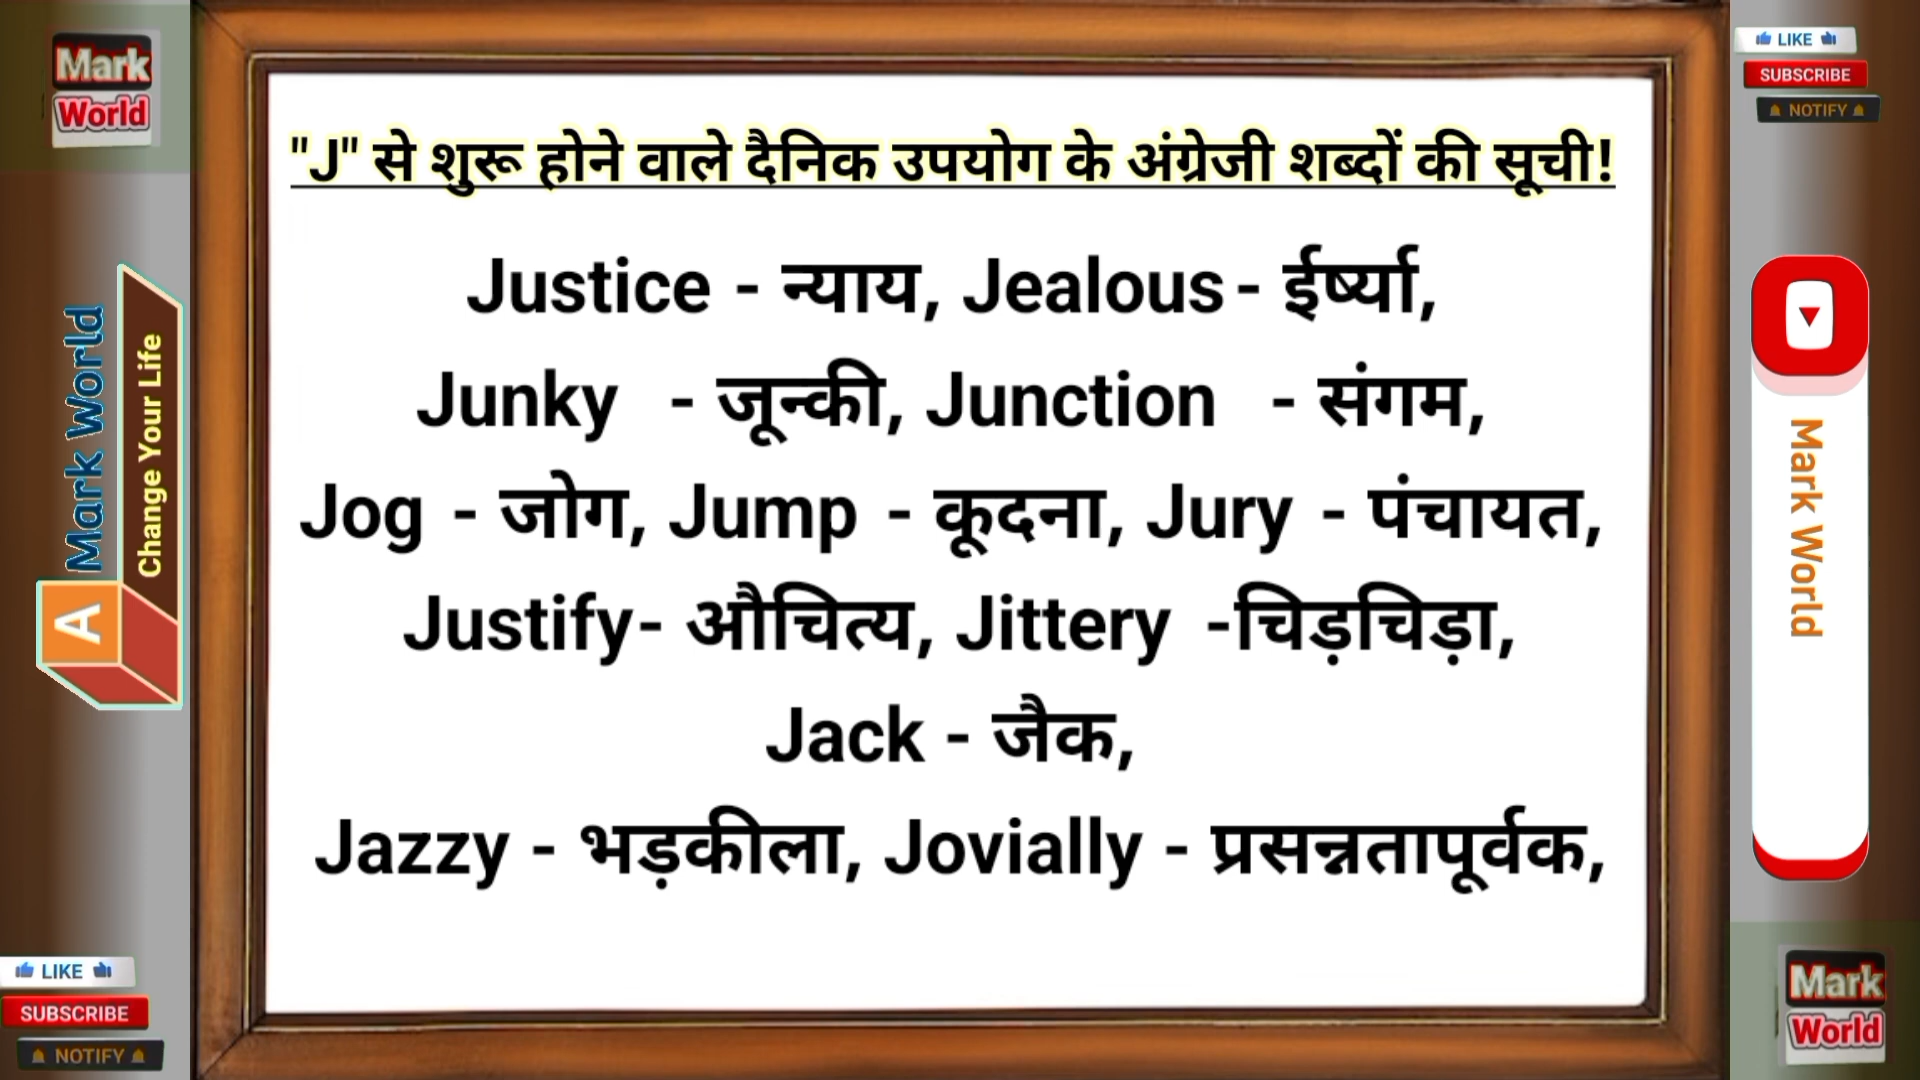 Mark
World
LIKE
SUBSCRIBE
NOTIFY
"J" से शुरू होने वाले दैनिक उपयोग के अंग्रेजी शब्दों की सूची!
Justice - न्याय, Jealous - ईर्ष्या,
Junky - जून्की, Junction - संगम,
Jog - जोग, Jump - कूदना, Jury - पंचायत,
Justify- औचित्य, Jittery -चिड़चिड़ा,
Jack - जैक,
Jazzy - भड़कीला, Jovially - प्रसन्नतापूर्वक,
A
Mark World
Change Your Life
Mark World
LIKE
SUBSCRIBE
NOTIFY
Mark
World